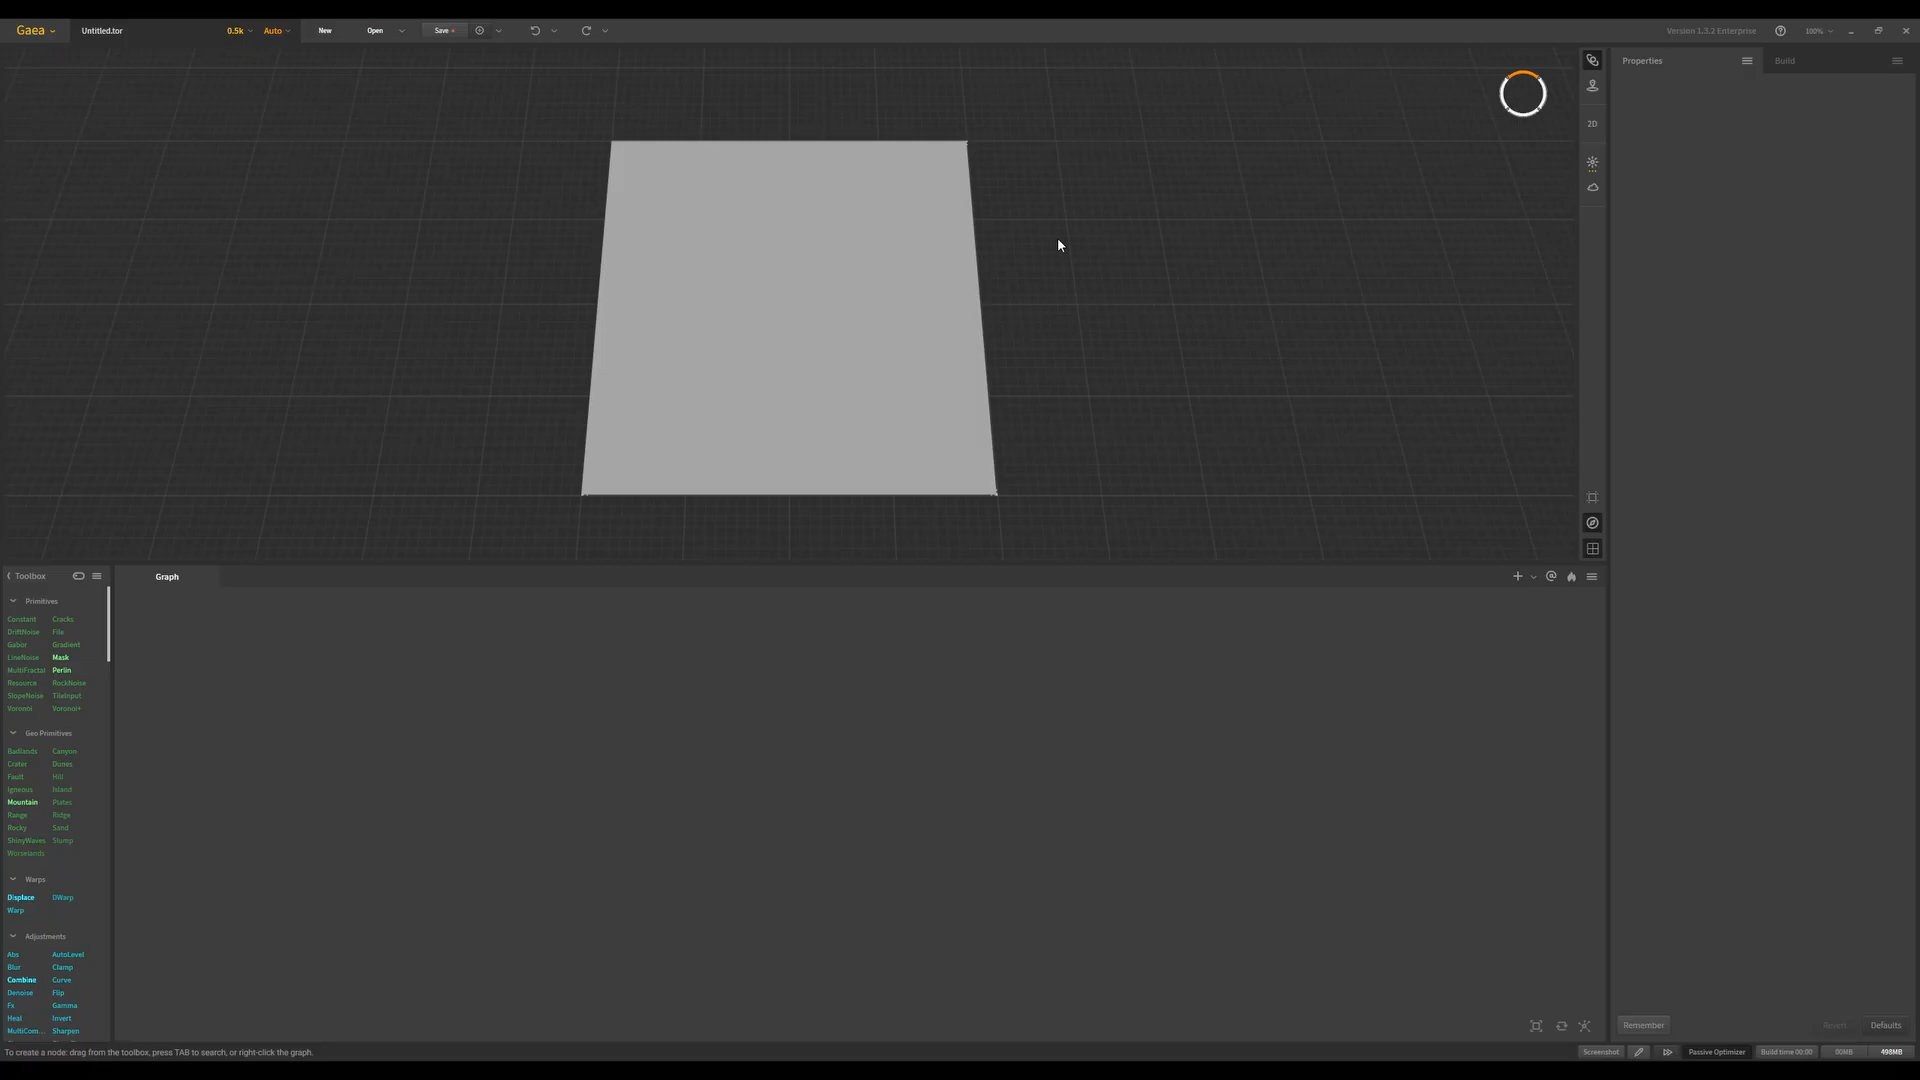 Gaea
Untitled.tor
0.5k
Auto
New
Open
Save
Version 1.3.2 Enterprise
100%
Properties
Build
2D
Toolbox
Graph
Primitives
Constant Cracks
DriftNoise File
Gabor Gradient
LineNoise Mask
MultiFractal Perlin
Resource RockNoise
SlopeNoise TileInput
Voronoi Voronoi+
Geo Primitives
Badlands Canyon
Crater Dunes
Fault Hill
Igneous Island
Mountain Plates
Range Ridge
Rocky Sand
ShinyWaves Slump
Worselands
Warps
Displace DWarp
Warp
Adjustments
Abs AutoLevel
Blur Clamp
Combine Curve
Denoise Flip
Fx Gamma
Heal Invert
MultiCom... Sharpen
Remember
Revert
Defaults
To create a node: drag from the toolbox, press TAB to search, or right-click the graph.
Screenshot
Passive Optimizer
Build time 00:00
00MB
498MB